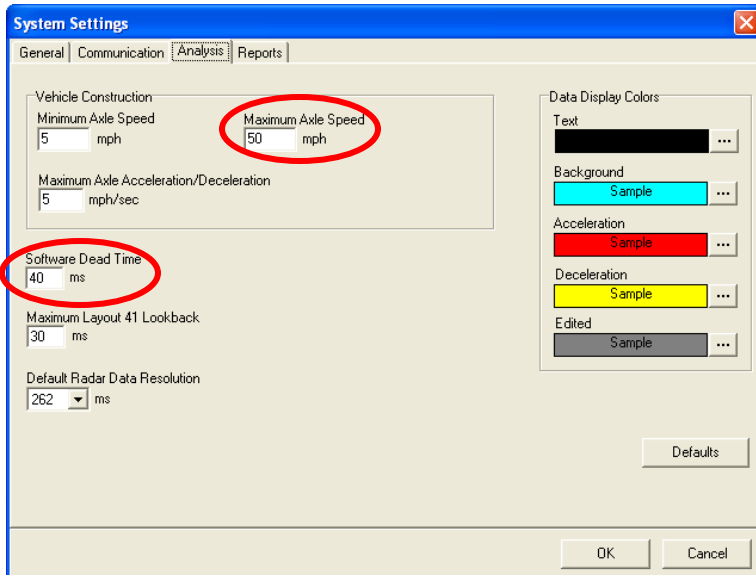 System Settings
General Communication Analysis Reports
Vehicle Construction
Minimum Axle Speed Maximum Axle Speed
5 mph 50 mph
Maximum Axle Acceleration/Deceleration
5 mph/sec
Software Dead Time
40 ms
Maximum Layout 41 Lookback
30 ms
Default Radar Data Resolution
262 ms
Data Display Colors
Text
...
Background
Sample ...
Acceleration
Sample ...
Deceleration
Sample ...
Edited
Sample ...
Defaults
OK Cancel